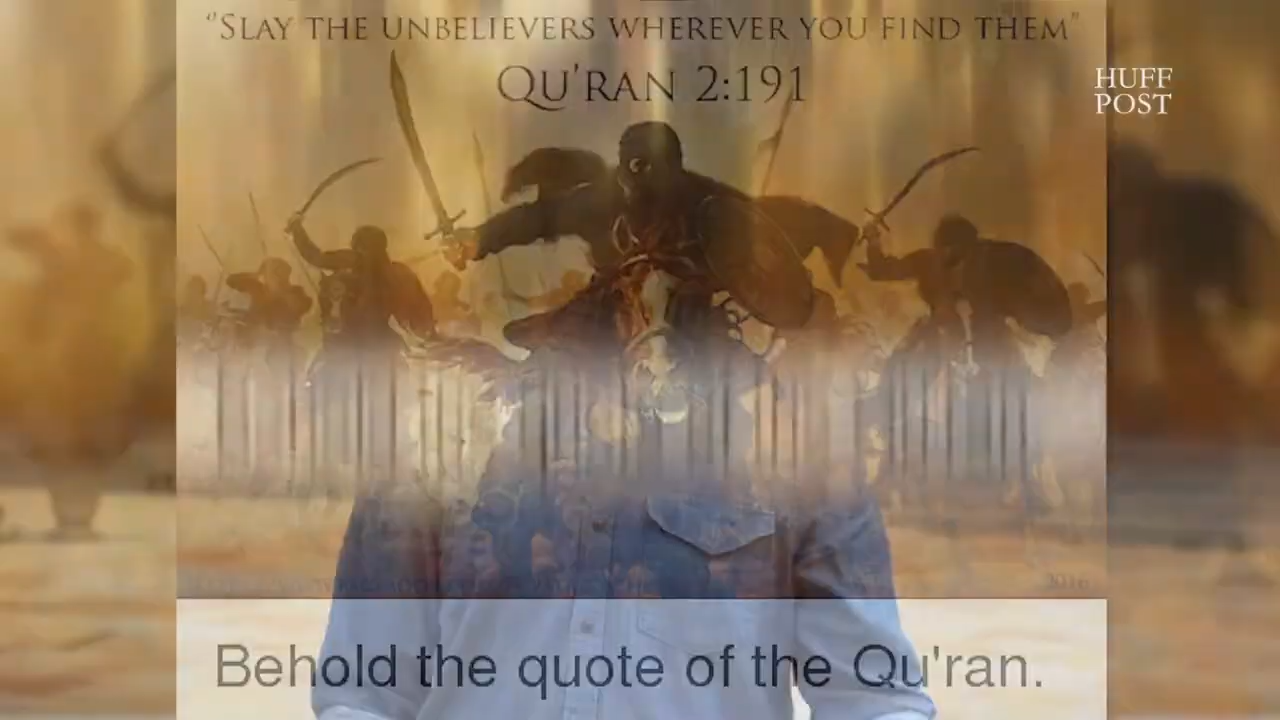 "SLAY THE UNBELIEVERS WHEREVER YOU FIND THEM"
QU'RAN 2:191
HUFF
POST
Behold the quote of the Qu'ran.